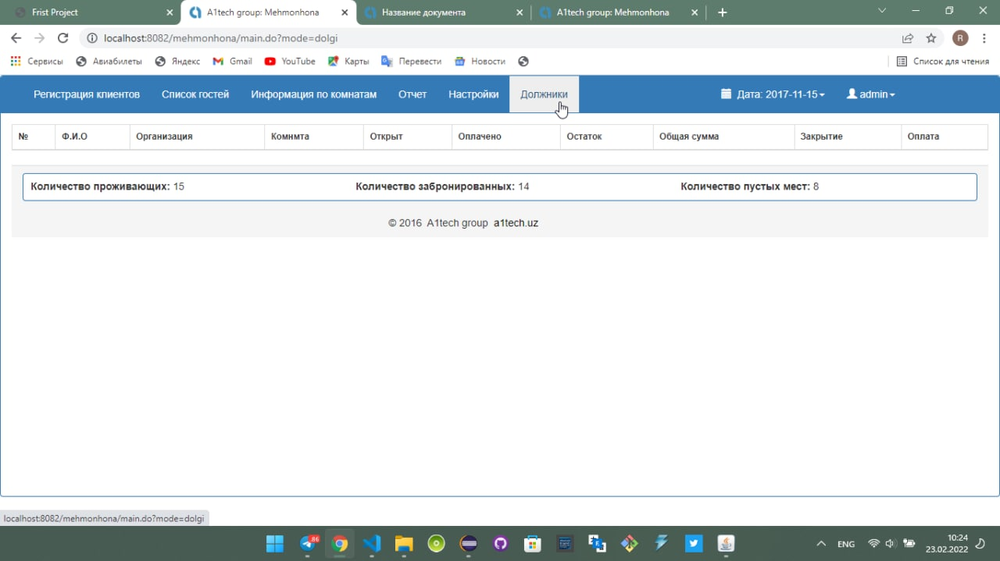 Frist Project
A1tech group: Mehmonhona
Название документа
A1tech group: Mehmonhona
localhost:8082/mehmonhona/main.do?mode=dolgi
R
Сервисы
Авиабилеты
Яндекс
Gmail
YouTube
Карты
Перевести
Новости
Список для чтения
Регистрация клиентов
Список гостей
Информация по комнатам
Отчет
Настройки
Должники
Дата: 2017-11-15
admin
№
Ф.И.О
Организация
Комнмта
Открыт
Оплачено
Остаток
Общая сумма
Закрытие
Оплата
Количество проживающих: 15
Количество забронированных: 14
Количество пустых мест: 8
© 2016 A1tech group a1tech.uz
localhost:8082/mehmonhona/main.do?mode=dolgi
86
ENG
10:24
23.02.2022